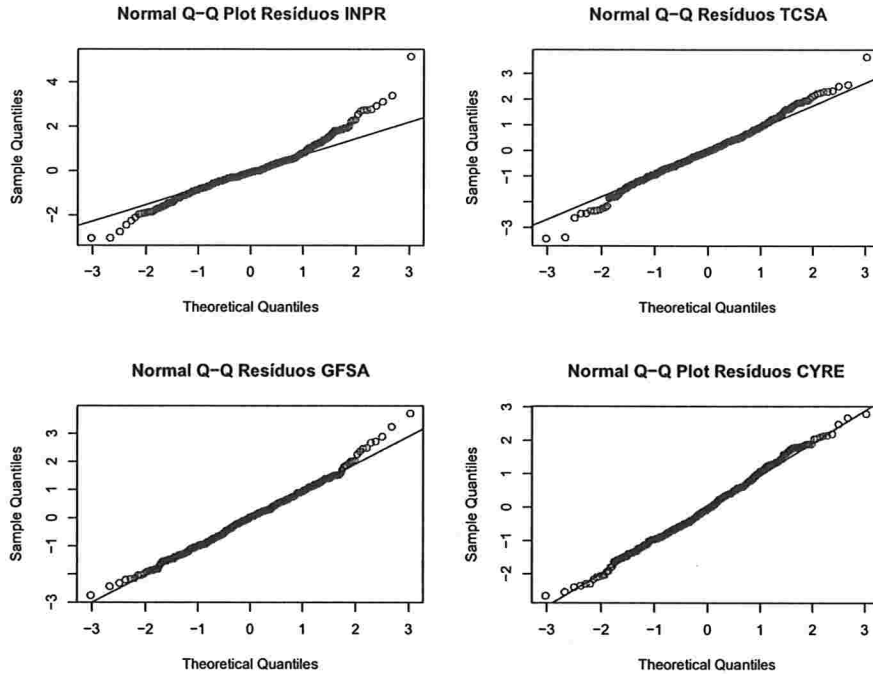 Normal Q−Q Plot Resíduos INPR
Sample Quantiles
4
2
0
−2
−3 −2 −1 0 1 2 3
Theoretical Quantiles
Normal Q−Q Resíduos TCSA
Sample Quantiles
3
2
1
0
−1
−3
−3 −2 −1 0 1 2 3
Theoretical Quantiles
Normal Q−Q Resíduos GFSA
Sample Quantiles
3
2
1
0
−1
−3
−3 −2 −1 0 1 2 3
Theoretical Quantiles
Normal Q−Q Plot Resíduos CYRE
Sample Quantiles
3
2
1
0
−1
−2
−3 −2 −1 0 1 2 3
Theoretical Quantiles